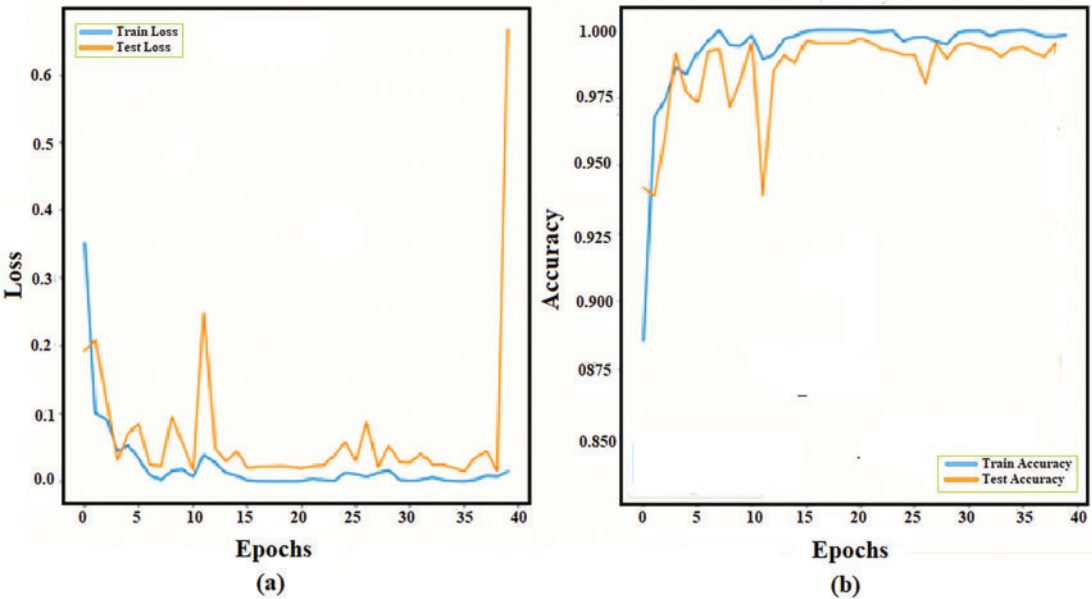 Train Loss
Test Loss
0.6
0.5
0.4
0.3
0.2
0.1
0.0
Loss
0 5 10 15 20 25 30 35 40
Epochs
(a)
1.000
0.975
0.950
0.925
0.900
0875
0.850
Accuracy
Train Accuracy
Test Accuracy
0 5 10 15 20 25 30 35 40
Epochs
(b)